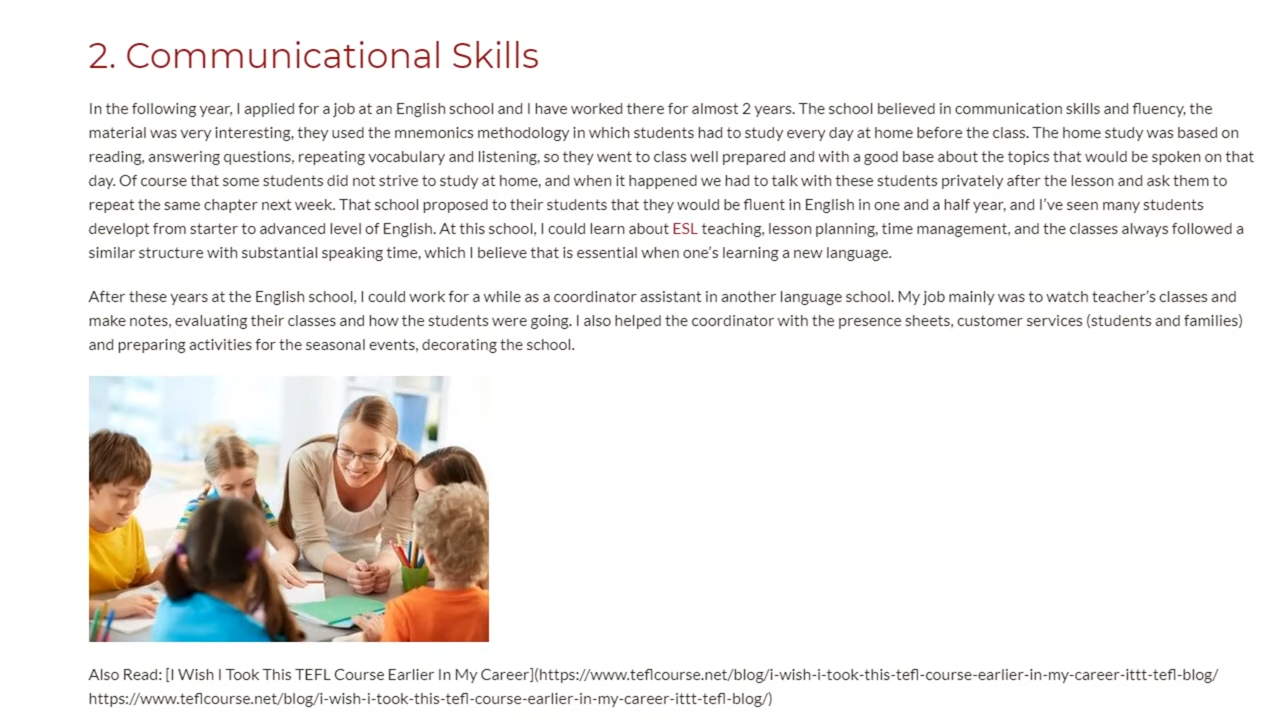 2. Communicational Skills
In the following year, I applied for a job at an English school and I have worked there for almost 2 years. The school believed in communication skills and fluency, the
material was very interesting, they used the mnemonics methodology in which students had to study every day at home before the class. The home study was based on
reading, answering questions, repeating vocabulary and listening, so they went to class well prepared and with a good base about the topics that would be spoken on that
day. Of course that some students did not strive to study at home, and when it happened we had to talk with these students privately after the lesson and ask them to
repeat the same chapter next week. That school proposed to their students that they would be fluent in English in one and a half year, and I've seen many students
developt from starter to advanced level of English. At this school, I could learn about ESL teaching, lesson planning, time management, and the classes always followed a
similar structure with substantial speaking time, which I believe that is essential when one's learning a new language.
After these years at the English school, I could work for a while as a coordinator assistant in another language school. My job mainly was to watch teacher's classes and
make notes, evaluating their classes and how the students were going. I also helped the coordinator with the presence sheets, customer services (students and families)
and preparing activities for the seasonal events, decorating the school.
Also Read: [I Wish I Took This TEFL Course Earlier In My Career](https://www.teflcourse.net/blog/i-wish-i-took-this-tefl-course-earlier-in-my-career-ittt-tefl-blog/
https://www.teflcourse.net/blog/i-wish-i-took-this-tefl-course-earlier-in-my-career-ittt-tefl-blog/)